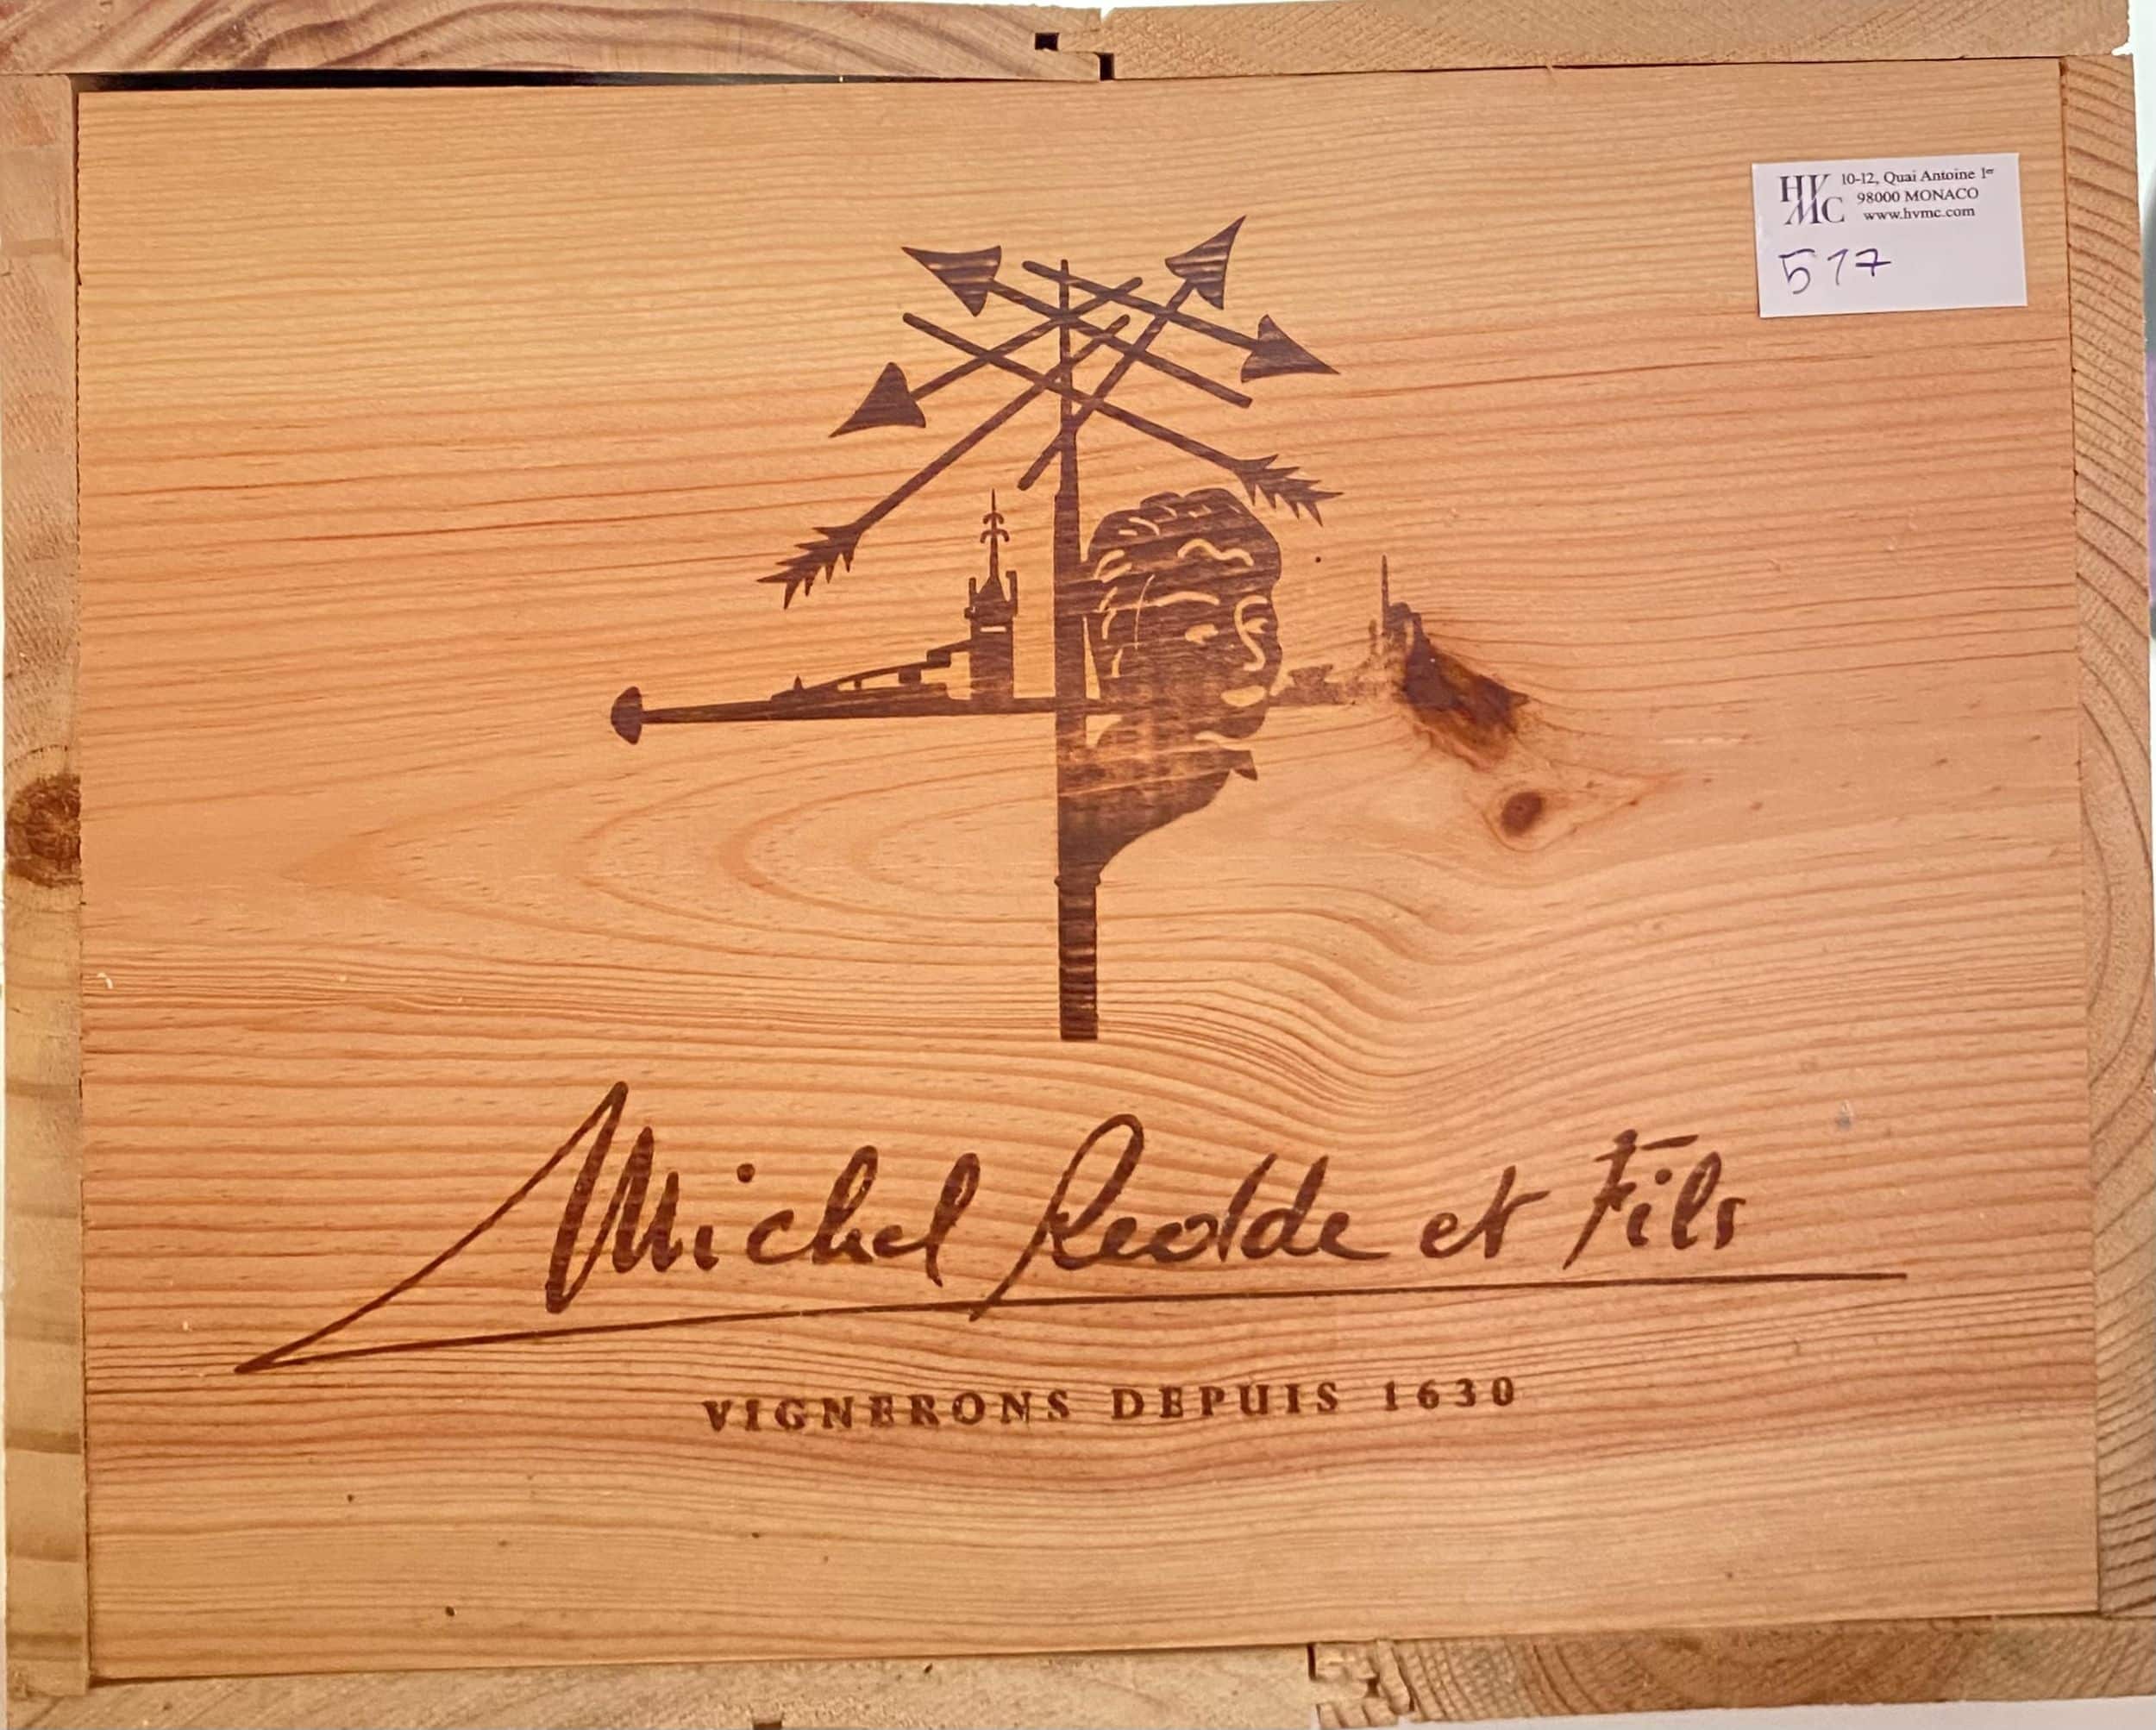 HVMC
10-12, Quai Antoine 1er
98000 MONACO
www.hvmc.com
517
Michel Redde et Fils
VIGNERONS DEPUIS 1630